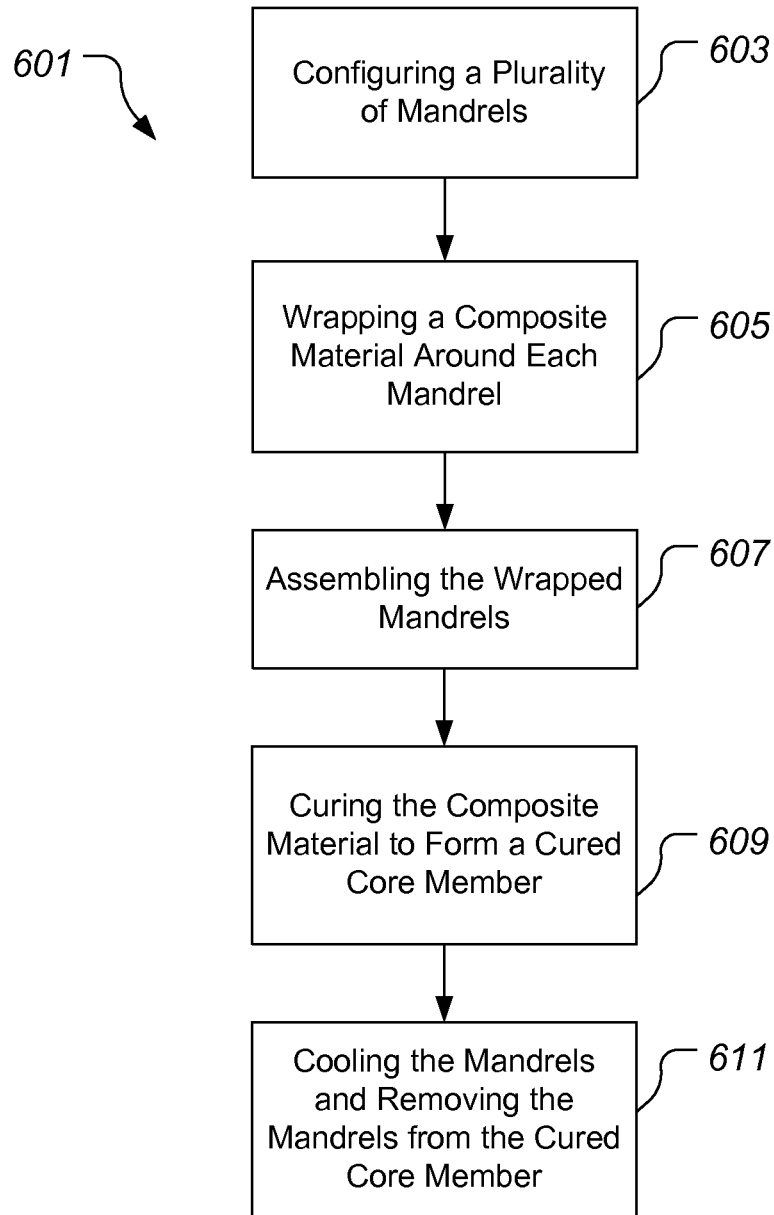 601
Configuring a Plurality
of Mandrels
603
Wrapping a Composite
Material Around Each
Mandrel
605
Assembling the Wrapped
Mandrels
607
Curing the Composite
Material to Form a Cured
Core Member
609
Cooling the Mandrels
and Removing the
Mandrels from the Cured
Core Member
611